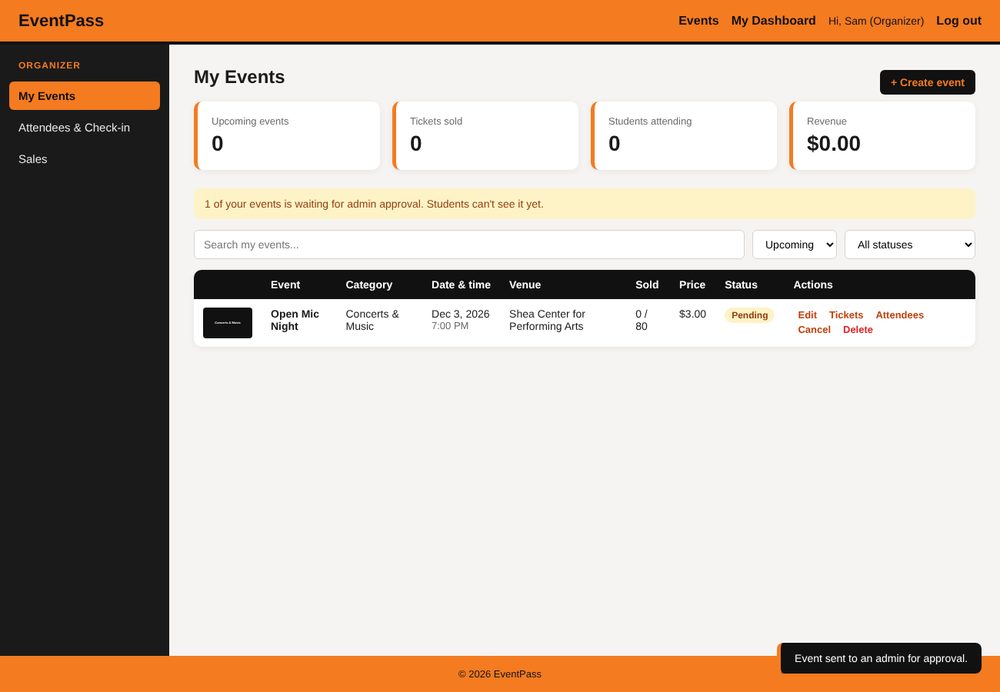 EventPass
Events My Dashboard Hi, Sam (Organizer) Log out
ORGANIZER
My Events
Attendees & Check-in
Sales
My Events
+ Create event
Upcoming events
0
Tickets sold
0
Students attending
0
Revenue
$0.00
1 of your events is waiting for admin approval. Students can't see it yet.
Search my events...
Upcoming
All statuses
Event Category Date & time Venue Sold Price Status Actions
Concerts & Music
Open Mic
Night
Concerts &
Music
Dec 3, 2026
7:00 PM
Shea Center for
Performing Arts
0 /
80
$3.00
Pending
Edit Tickets Attendees
Cancel Delete
Event sent to an admin for approval.
© 2026 EventPass